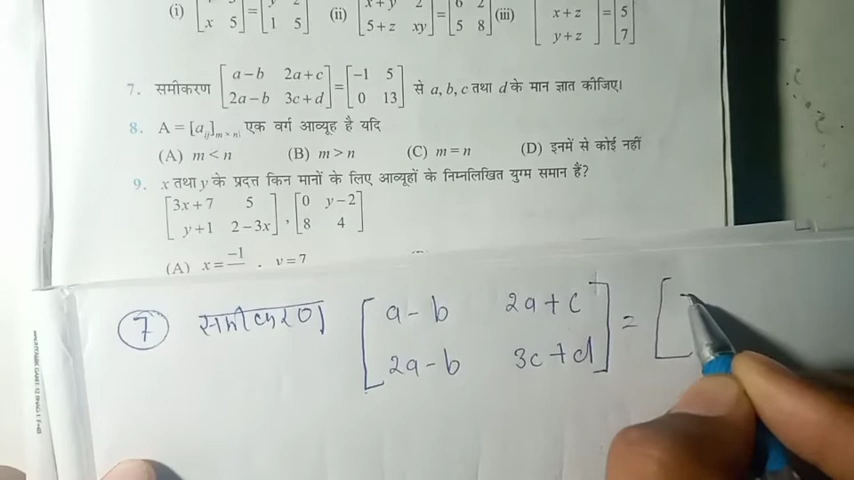 (i) x 5 = 1 5 (ii) x+y 2 5+z xy = 6 2 5 8 (iii) x+z y+z = 5 7
7. समीकरण [a-b 2a+c 2a-b 3c+d] = [-1 5 0 13] से a, b, c तथा d के मान ज्ञात कीजिए।
8. A = [aij]m×n एक वर्ग आव्यूह है यदि
(A) m < n (B) m > n (C) m = n (D) इनमें से कोई नहीं
9. x तथा y के प्रदत्त किन मानों के लिए आव्यूहों के निम्नलिखित युग्म समान हैं?
[3x+7 5 y+1 2-3x], [0 y-2 8 4]
(A) x = -1 , y = 7
7 समीकरण [a-b 2a+c 2a-b 3c+d] = [